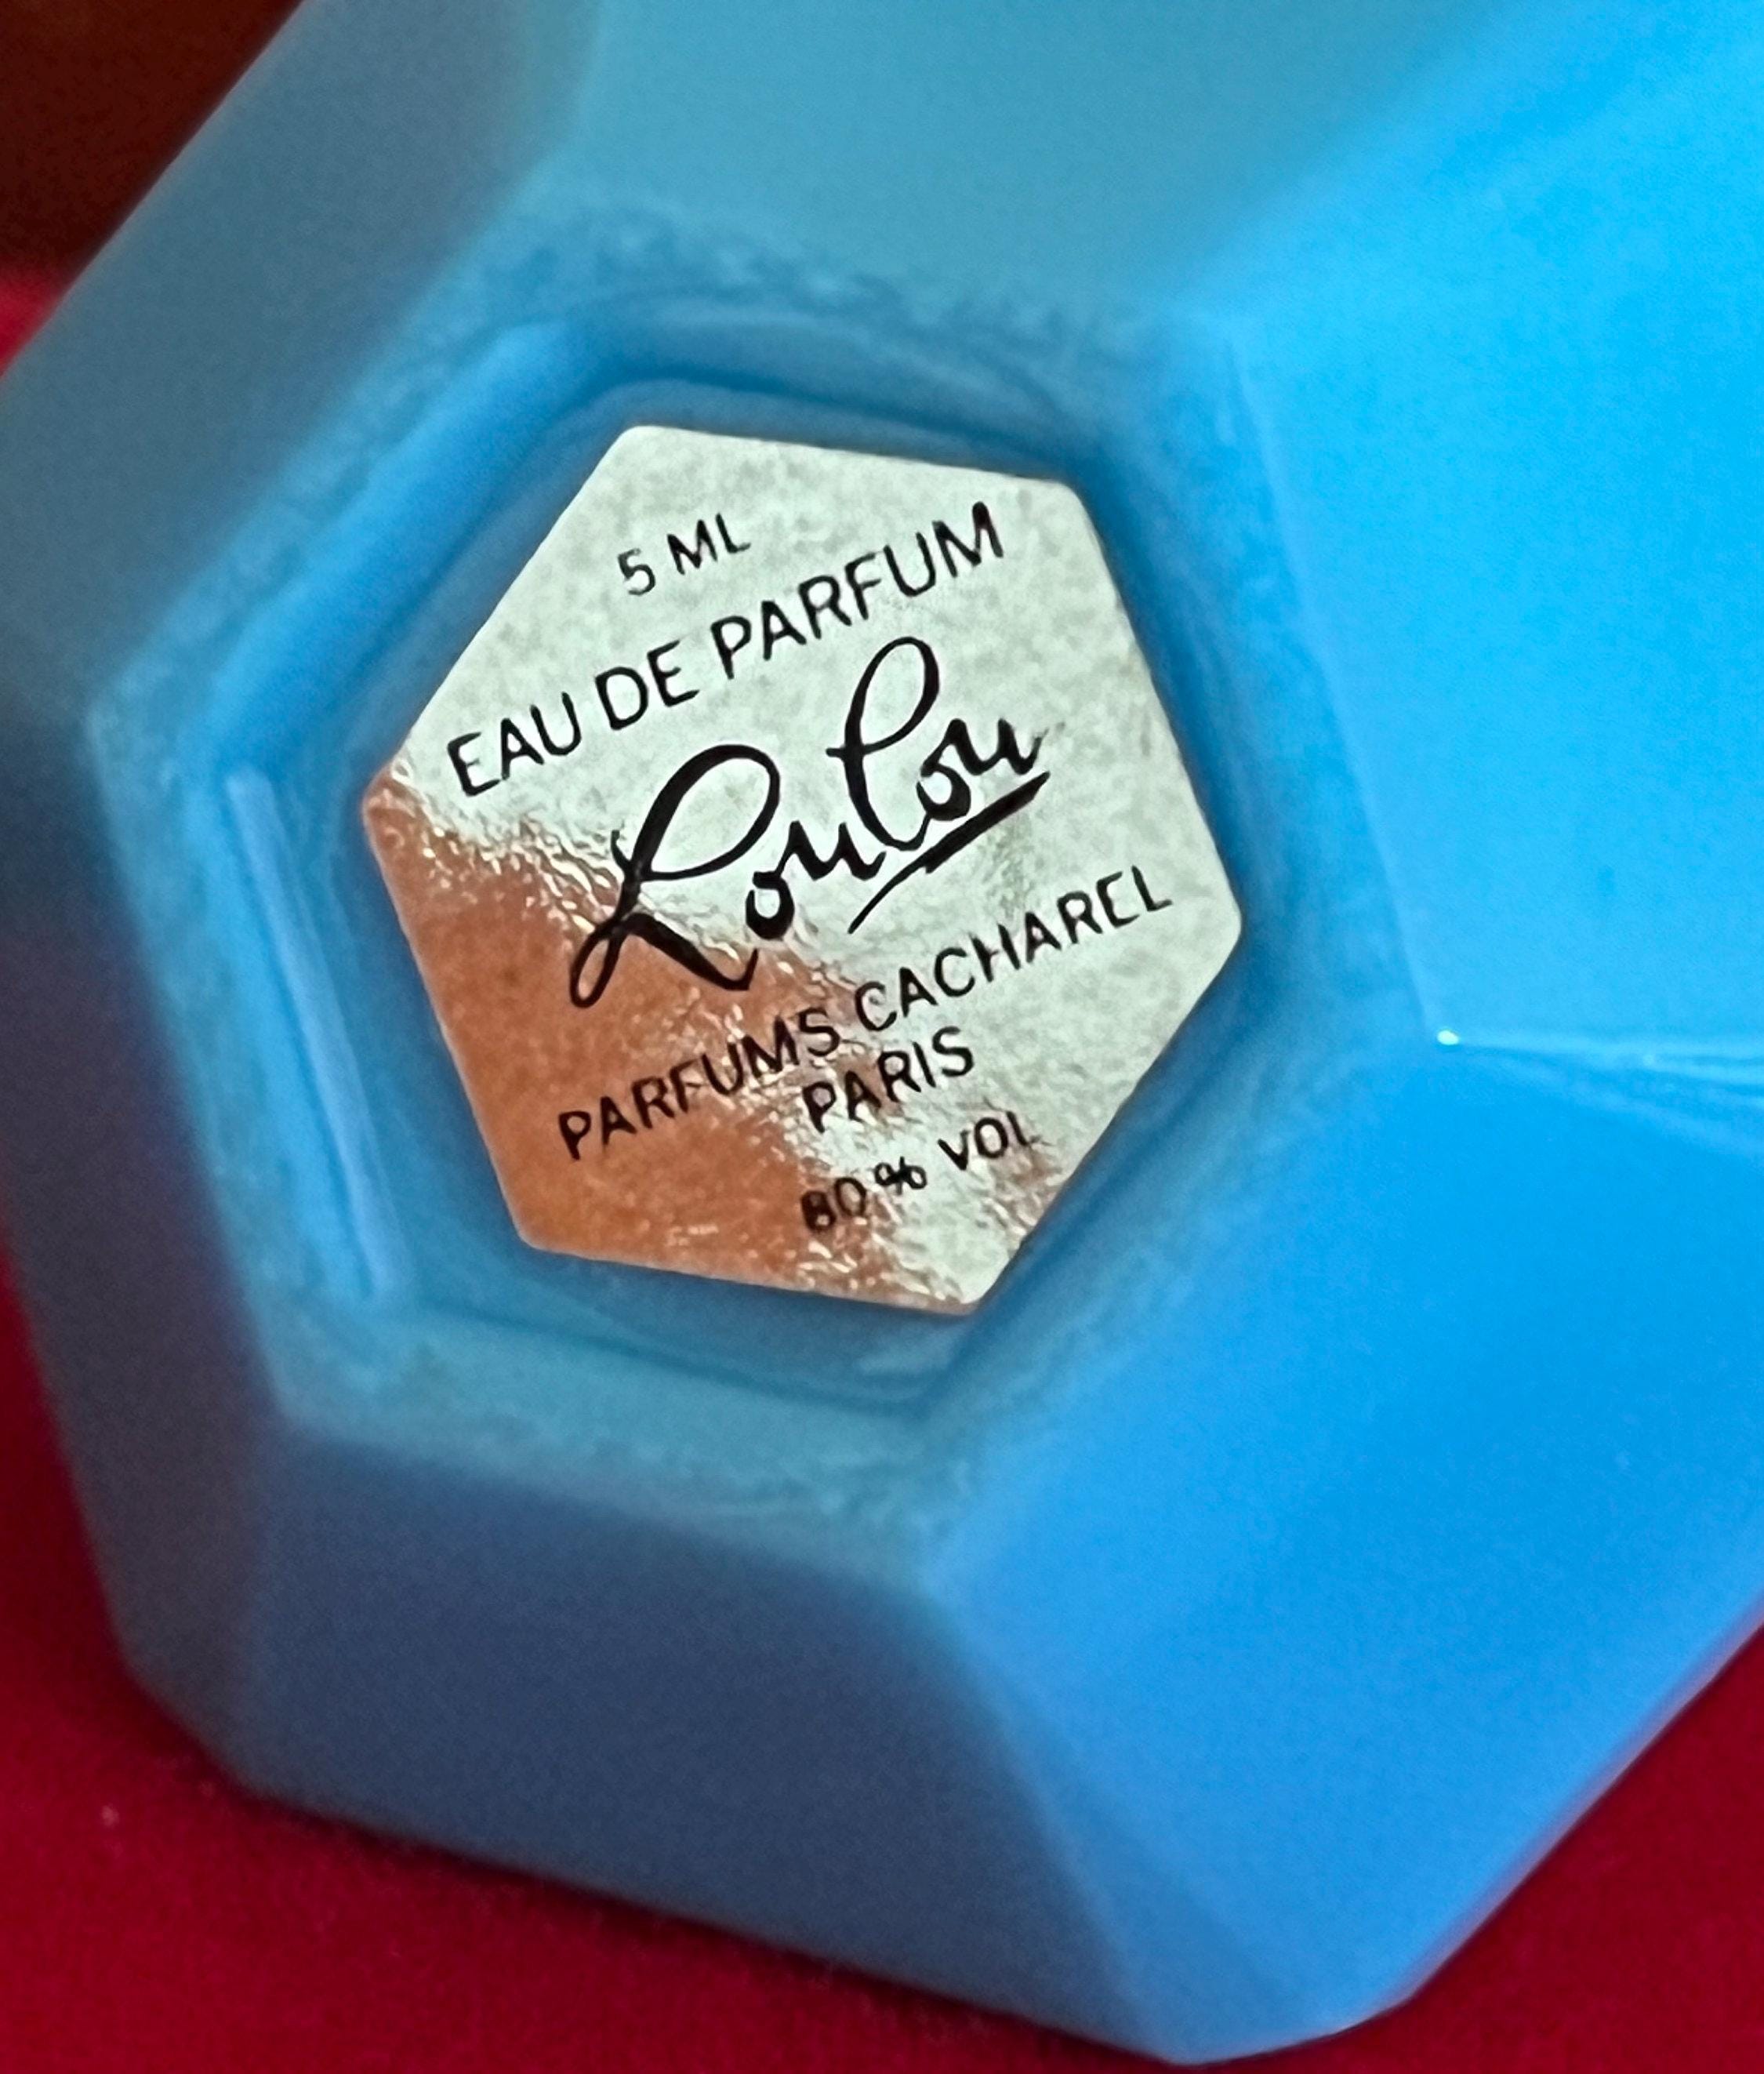 5 ML
EAU DE PARFUM
Loulou
PARFUMS CACHAREL
PARIS
80% VOL